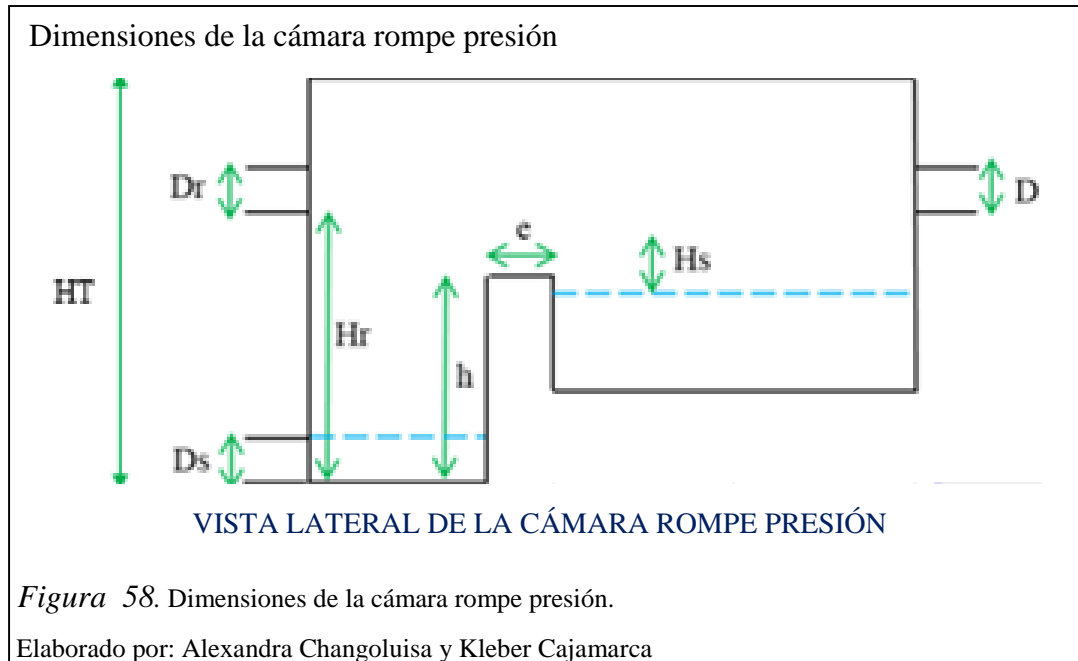 Dimensiones de la cámara rompe presión
Dr
D
e
Hs
HT
Hr
h
Ds
VISTA LATERAL DE LA CÁMARA ROMPE PRESIÓN
Figura 58. Dimensiones de la cámara rompe presión.
Elaborado por: Alexandra Changoluisa y Kleber Cajamarca